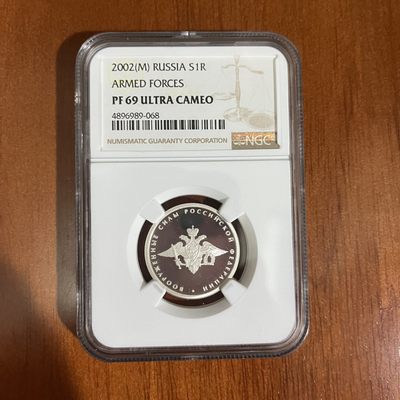 2002(M) RUSSIA S1R
ARMED FORCES
PF 69 ULTRA CAMEO
4896989-068
NUMISMATIC GUARANTY CORPORATION
NGC
ВООРУЖЕННЫЕ СИЛЫ РОССИЙСКОЙ ФЕДЕРАЦИИ